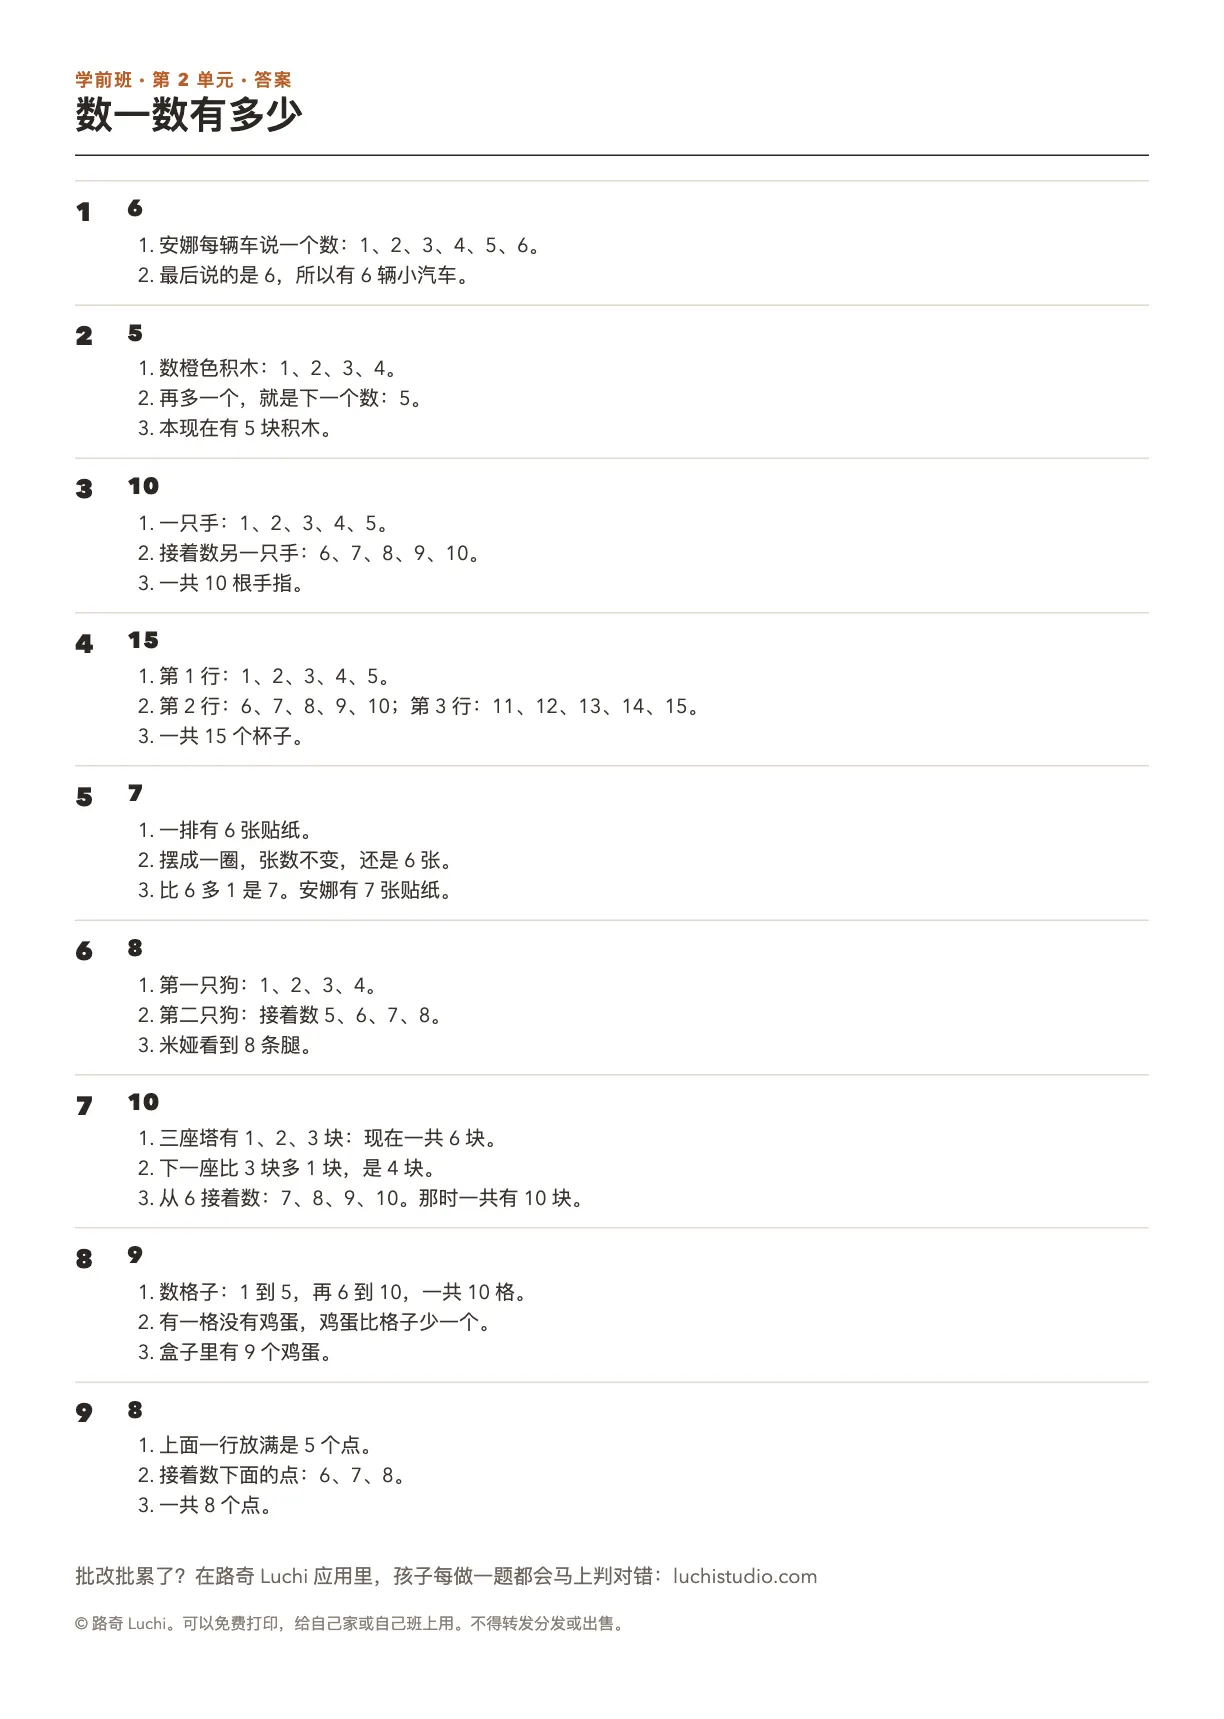 学前班 · 第 2 单元 · 答案
数一数有多少
1 6
1. 安娜每辆车说一个数：1、2、3、4、5、6。
2. 最后说的是 6，所以有 6 辆小汽车。
2 5
1. 数橙色积木：1、2、3、4。
2. 再多一个，就是下一个数：5。
3. 本现在有 5 块积木。
3 10
1. 一只手：1、2、3、4、5。
2. 接着数另一只手：6、7、8、9、10。
3. 一共 10 根手指。
4 15
1. 第 1 行：1、2、3、4、5。
2. 第 2 行：6、7、8、9、10；第 3 行：11、12、13、14、15。
3. 一共 15 个杯子。
5 7
1. 一排有 6 张贴纸。
2. 摆成一圈，张数不变，还是 6 张。
3. 比 6 多 1 是 7。安娜有 7 张贴纸。
6 8
1. 第一只狗：1、2、3、4。
2. 第二只狗：接着数 5、6、7、8。
3. 米娅看到 8 条腿。
7 10
1. 三座塔有 1、2、3 块：现在一共 6 块。
2. 下一座比 3 块多 1 块，是 4 块。
3. 从 6 接着数：7、8、9、10。那时一共有 10 块。
8 9
1. 数格子：1 到 5，再 6 到 10，一共 10 格。
2. 有一格没有鸡蛋，鸡蛋比格子少一个。
3. 盒子里有 9 个鸡蛋。
9 8
1. 上面一行放满是 5 个点。
2. 接着数下面的点：6、7、8。
3. 一共 8 个点。
批改批累了？在路奇 Luchi 应用里，孩子每做一题都会马上判对错：luchistudio.com
© 路奇 Luchi。可以免费打印，给自己家或自己班上用。不得转发分发或出售。